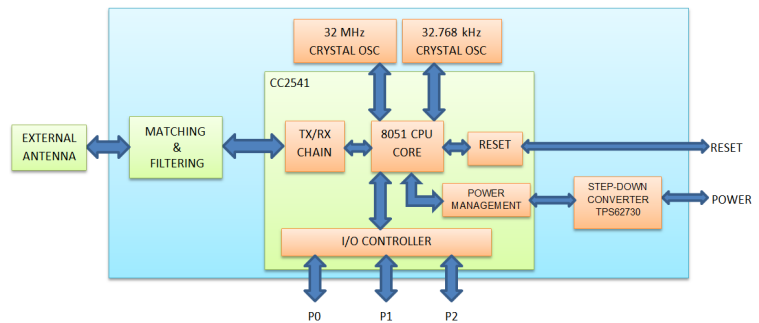 32 MHz
CRYSTAL OSC
32.768 kHz
CRYSTAL OSC
CC2541
EXTERNAL
ANTENNA
MATCHING
&
FILTERING
TX/RX
CHAIN
8051 CPU
CORE
RESET
RESET
POWER
MANAGEMENT
STEP-DOWN
CONVERTER
TPS62730
POWER
I/O CONTROLLER
P0
P1
P2